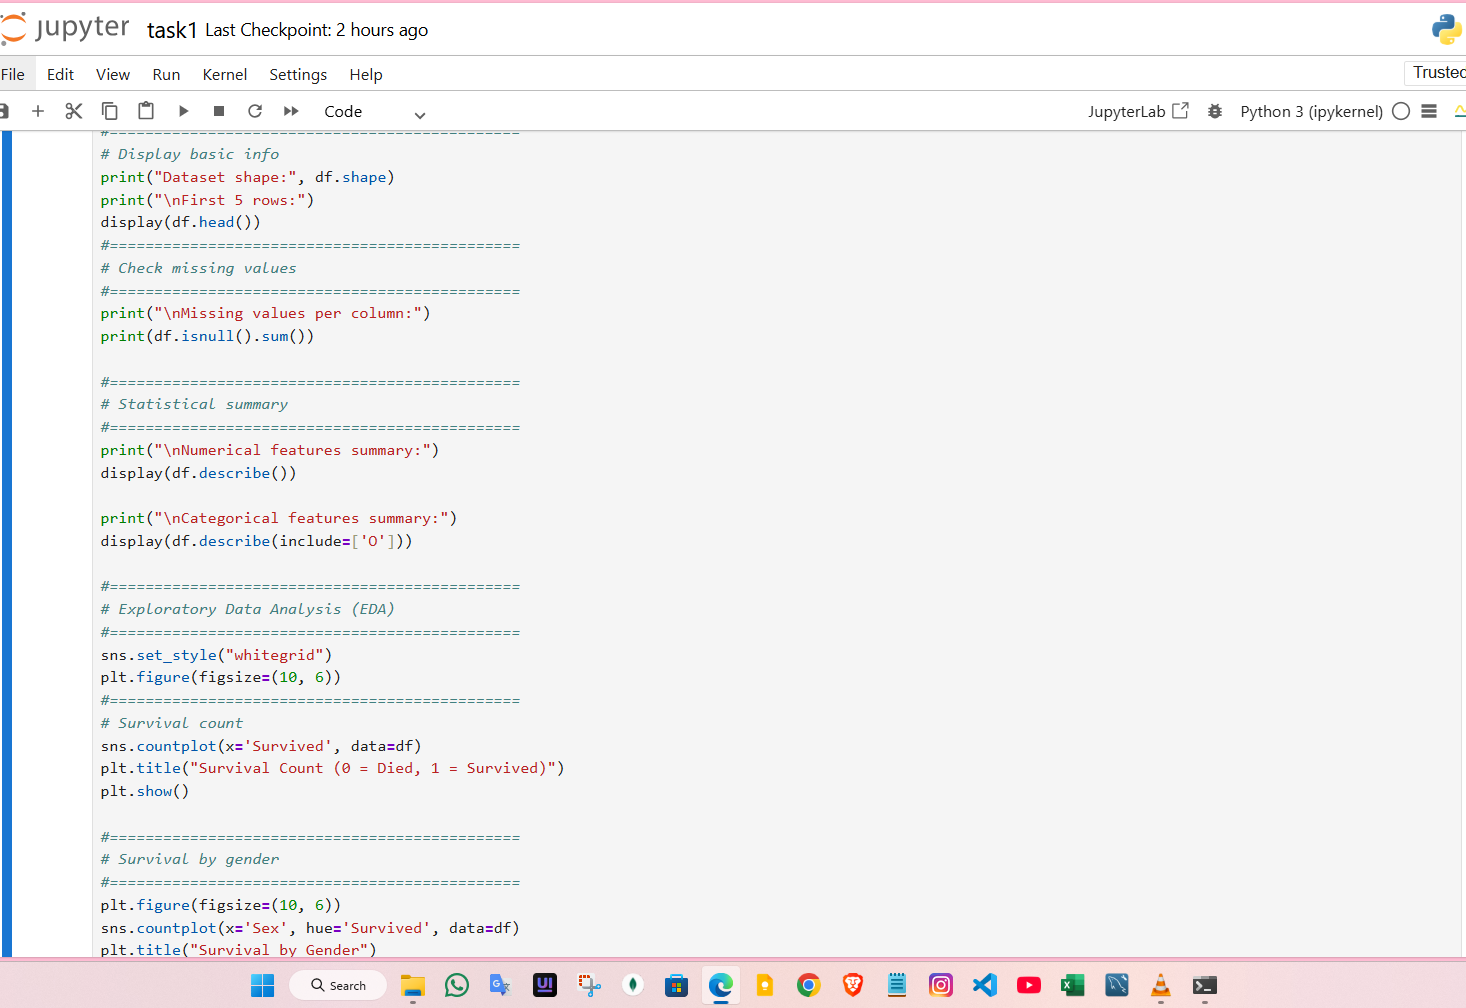 jupyter task1 Last Checkpoint: 2 hours ago
File Edit View Run Kernel Settings Help
Trusted
Code
JupyterLab
Python 3 (ipykernel)
#==============================================
# Display basic info
print("Dataset shape:", df.shape)
print("\nFirst 5 rows:")
display(df.head())
#==============================================
# Check missing values
#==============================================
print("\nMissing values per column:")
print(df.isnull().sum())
#==============================================
# Statistical summary
#==============================================
print("\nNumerical features summary:")
display(df.describe())
print("\nCategorical features summary:")
display(df.describe(include=['O']))
#==============================================
# Exploratory Data Analysis (EDA)
#==============================================
sns.set_style("whitegrid")
plt.figure(figsize=(10, 6))
#==============================================
# Survival count
sns.countplot(x='Survived', data=df)
plt.title("Survival Count (0 = Died, 1 = Survived)")
plt.show()
#==============================================
# Survival by gender
#==============================================
plt.figure(figsize=(10, 6))
sns.countplot(x='Sex', hue='Survived', data=df)
plt.title("Survival by Gender")
Search